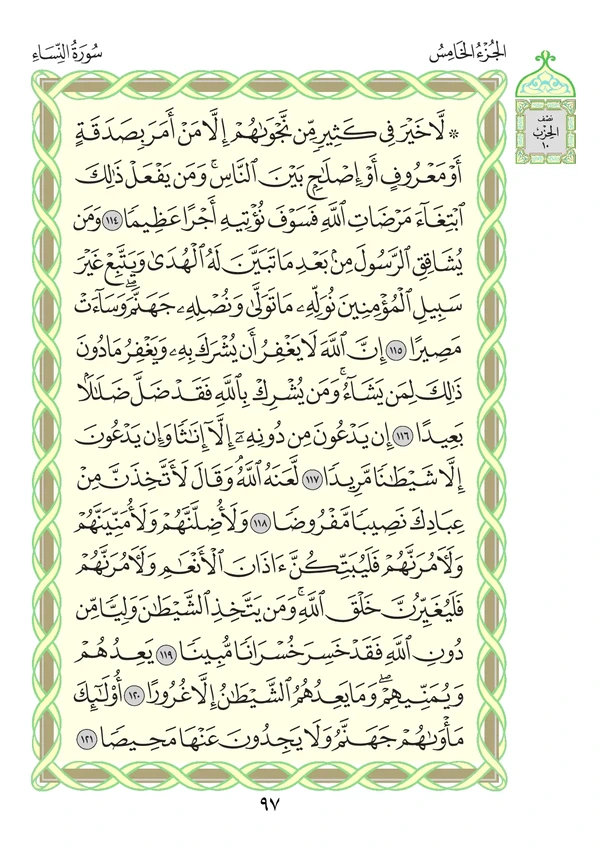 الجُزْءُ الخَامِسُ
سُورَةُ النِّسَاءِ
نصف
الحزب
١٠
* لَّا خَيْرَ فِي كَثِيرٍ مِّن نَّجْوَىٰهُمْ إِلَّا مَنْ أَمَرَ بِصَدَقَةٍ
أَوْ مَعْرُوفٍ أَوْ إِصْلَٰحٍ بَيْنَ ٱلنَّاسِۚ وَمَن يَفْعَلْ ذَٰلِكَ
ٱبْتِغَآءَ مَرْضَاتِ ٱللَّهِ فَسَوْفَ نُؤْتِيهِ أَجْرًا عَظِيمًا ١١٤ وَمَن
يُشَاقِقِ ٱلرَّسُولَ مِنۢ بَعْدِ مَا تَبَيَّنَ لَهُ ٱلْهُدَىٰ وَيَتَّبِعْ غَيْرَ
سَبِيلِ ٱلْمُؤْمِنِينَ نُوَلِّهِۦ مَا تَوَلَّىٰ وَنُصْلِهِۦ جَهَنَّمَۖ وَسَآءَتْ
مَصِيرًا ١١٥ إِنَّ ٱللَّهَ لَا يَغْفِرُ أَن يُشْرَكَ بِهِۦ وَيَغْفِرُ مَا دُونَ
ذَٰلِكَ لِمَن يَشَآءُۚ وَمَن يُشْرِكْ بِٱللَّهِ فَقَدْ ضَلَّ ضَلَٰلًۢا
بَعِيدًا ١١٦ إِن يَدْعُونَ مِن دُونِهِۦٓ إِلَّآ إِنَٰثًا وَإِن يَدْعُونَ
إِلَّا شَيْطَٰنًا مَّرِيدًا ١١٧ لَّعَنَهُ ٱللَّهُۘ وَقَالَ لَأَتَّخِذَنَّ مِنْ
عِبَادِكَ نَصِيبًا مَّفْرُوضًا ١١٨ وَلَأُضِلَّنَّهُمْ وَلَأُمَنِّيَنَّهُمْ
وَلَـَٔامُرَنَّهُمْ فَلَيُبَتِّكُنَّ ءَاذَانَ ٱلْأَنْعَٰمِ وَلَـَٔامُرَنَّهُمْ
فَلَيُغَيِّرُنَّ خَلْقَ ٱللَّهِۚ وَمَن يَتَّخِذِ ٱلشَّيْطَٰنَ وَلِيًّا مِّن
دُونِ ٱللَّهِ فَقَدْ خَسِرَ خُسْرَانًا مُّبِينًا ١١٩ يَعِدُهُمْ
وَيُمَنِّيهِمْۖ وَمَا يَعِدُهُمُ ٱلشَّيْطَٰنُ إِلَّا غُرُورًا ١٢٠ أُو۟لَٰٓئِكَ
مَأْوَىٰهُمْ جَهَنَّمُ وَلَا يَجِدُونَ عَنْهَا مَحِيصًا ١٢١
٩٧